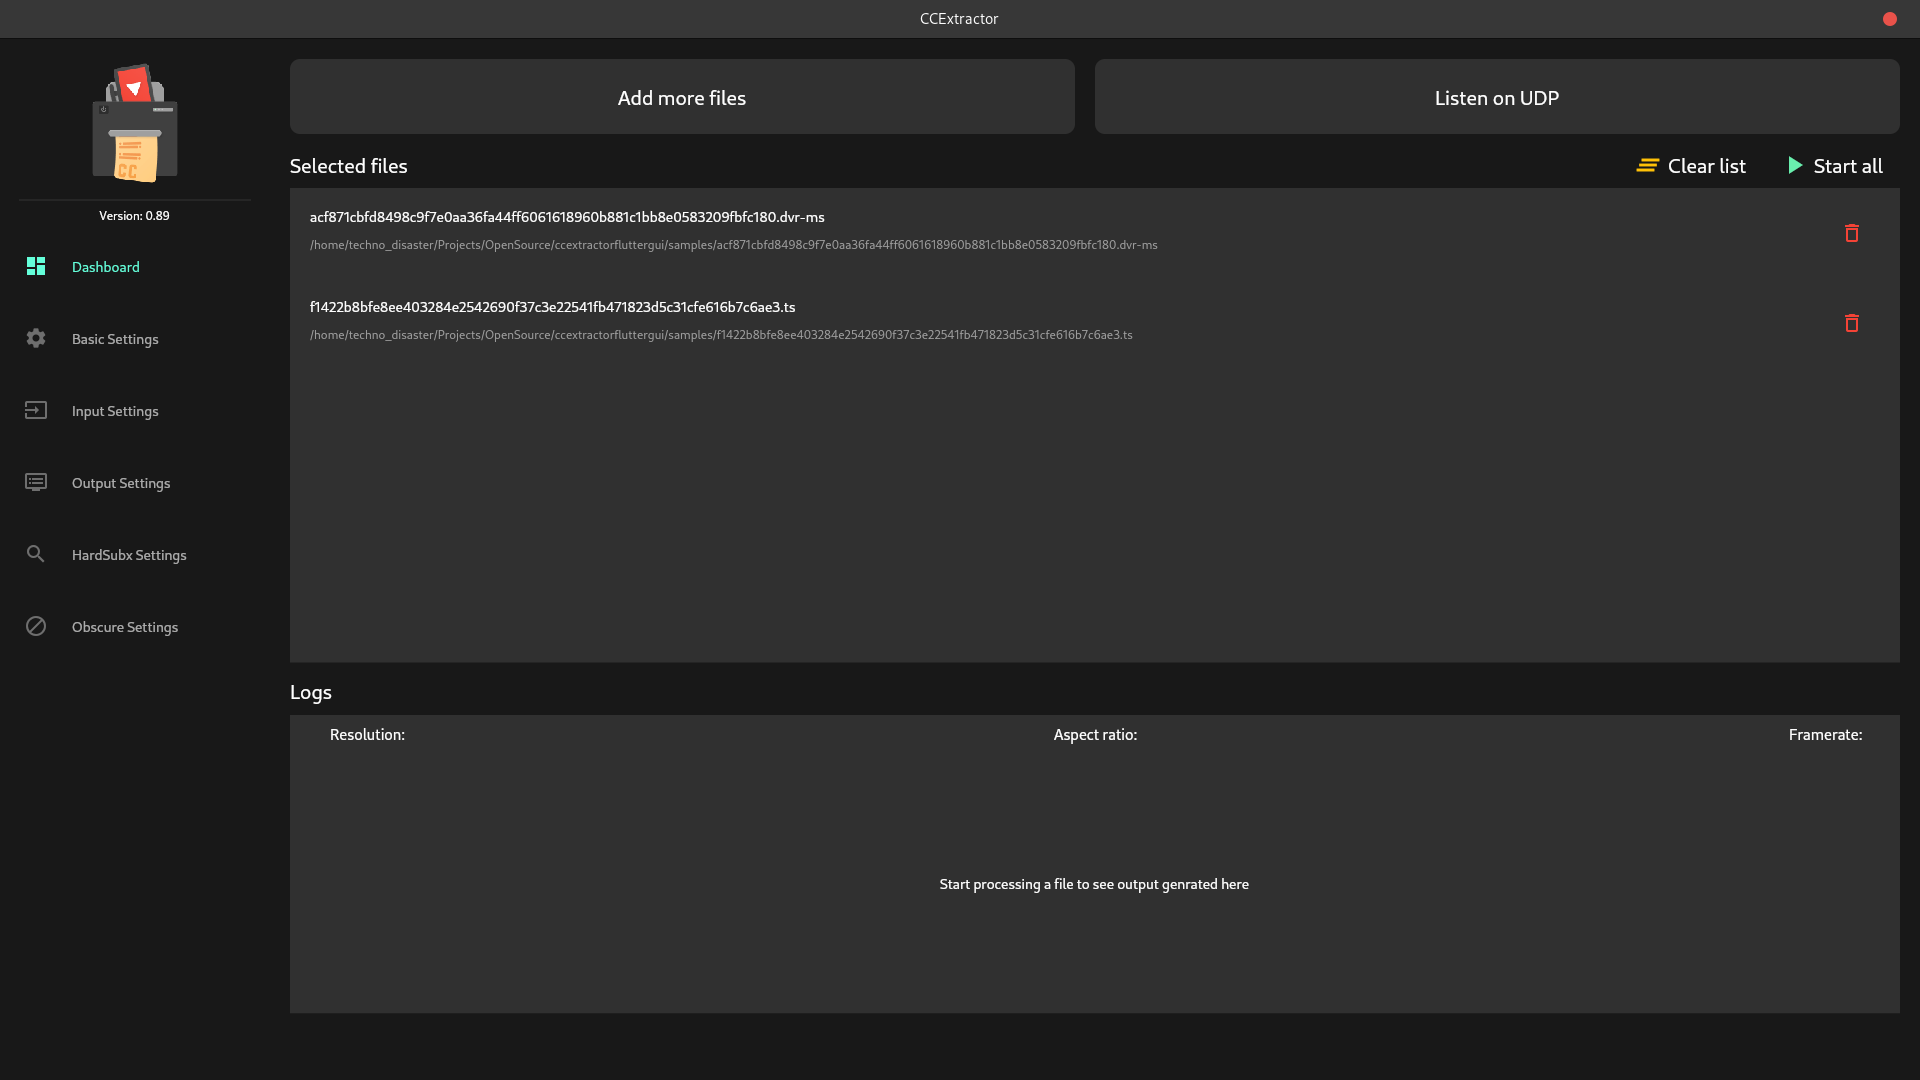 CCExtractor
CC
Version: 0.89
Dashboard
Basic Settings
Input Settings
Output Settings
HardSubx Settings
Obscure Settings
Add more files
Listen on UDP
Selected files
Clear list
Start all
acf871cbfd8498c9f7e0aa36fa44ff6061618960b881c1bb8e0583209fbfc180.dvr-ms
/home/techno_disaster/Projects/OpenSource/ccextractorfluttergui/samples/acf871cbfd8498c9f7e0aa36fa44ff6061618960b881c1bb8e0583209fbfc180.dvr-ms
f1422b8bfe8ee403284e2542690f37c3e22541fb471823d5c31cfe616b7c6ae3.ts
/home/techno_disaster/Projects/OpenSource/ccextractorfluttergui/samples/f1422b8bfe8ee403284e2542690f37c3e22541fb471823d5c31cfe616b7c6ae3.ts
Logs
Resolution:
Aspect ratio:
Framerate:
Start processing a file to see output genrated here